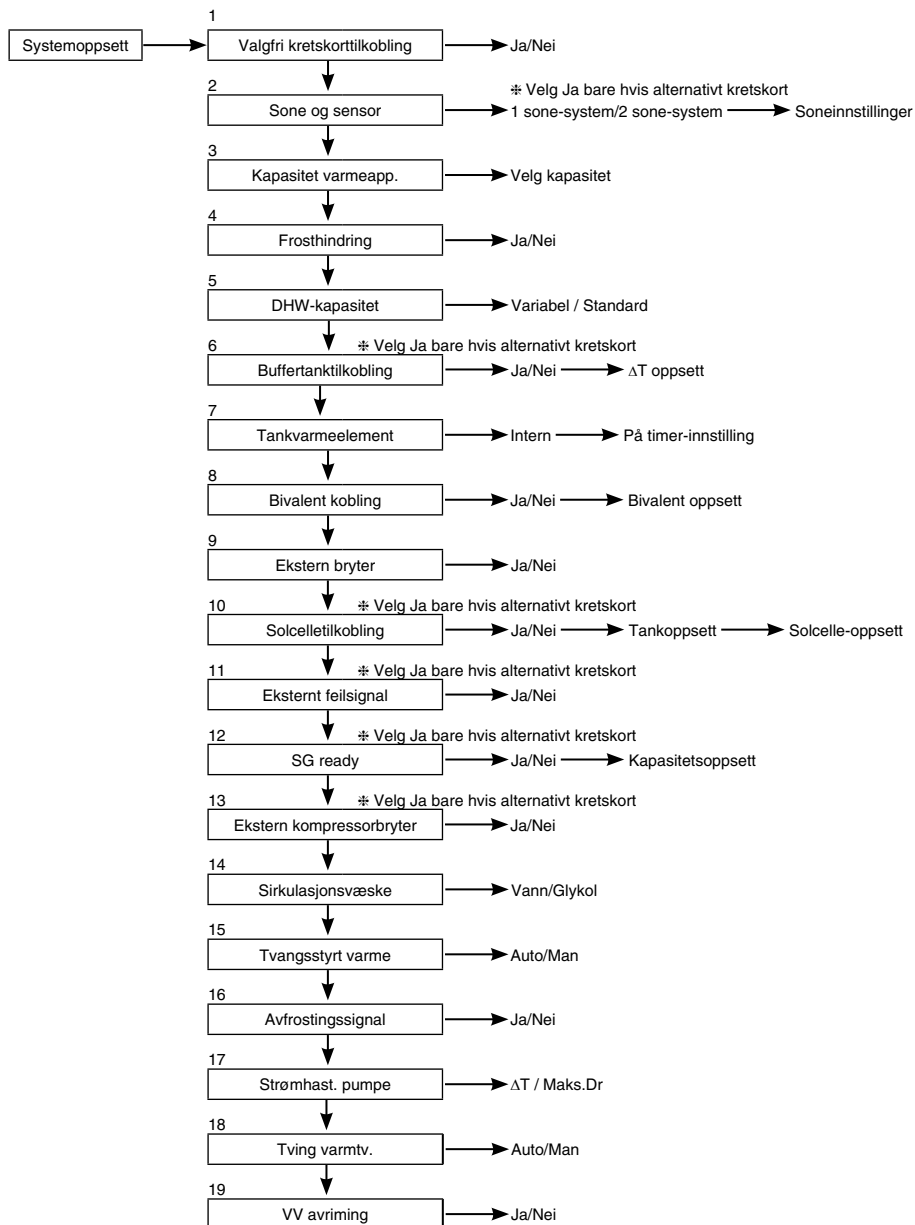 1
Systemoppsett
Valgfri kretskorttilkobling
Ja/Nei
2
⁜ Velg Ja bare hvis alternativt kretskort
Sone og sensor
1 sone-system/2 sone-system
Soneinnstillinger
3
Kapasitet varmeapp.
Velg kapasitet
4
Frosthindring
Ja/Nei
5
DHW-kapasitet
Variabel / Standard
6
⁜ Velg Ja bare hvis alternativt kretskort
Buffertanktilkobling
Ja/Nei
∆T oppsett
7
Tankvarmeelement
Intern
På timer-innstilling
8
Bivalent kobling
Ja/Nei
Bivalent oppsett
9
Ekstern bryter
Ja/Nei
10
⁜ Velg Ja bare hvis alternativt kretskort
Solcelletilkobling
Ja/Nei
Tankoppsett
Solcelle-oppsett
11
⁜ Velg Ja bare hvis alternativt kretskort
Eksternt feilsignal
Ja/Nei
12
⁜ Velg Ja bare hvis alternativt kretskort
SG ready
Ja/Nei
Kapasitetsoppsett
13
⁜ Velg Ja bare hvis alternativt kretskort
Ekstern kompressorbryter
Ja/Nei
14
Sirkulasjonsvæske
Vann/Glykol
15
Tvangsstyrt varme
Auto/Man
16
Avfrostingssignal
Ja/Nei
17
Strømhast. pumpe
∆T / Maks.Dr
18
Tving varmtv.
Auto/Man
19
VV avriming
Ja/Nei